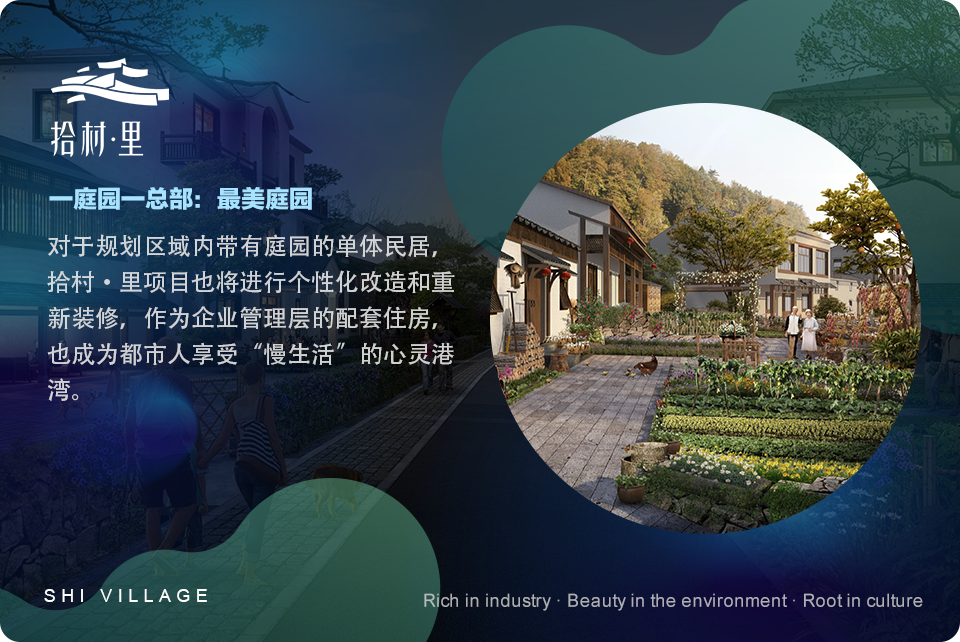 拾村·里
一庭园一总部：最美庭园
对于规划区域内带有庭园的单体民居，
拾村·里项目也将进行个性化改造和重
新装修，作为企业管理层的配套住房，
也成为都市人享受“慢生活”的心灵港
湾。
SHI VILLAGE
Rich in industry · Beauty in the environment · Root in culture